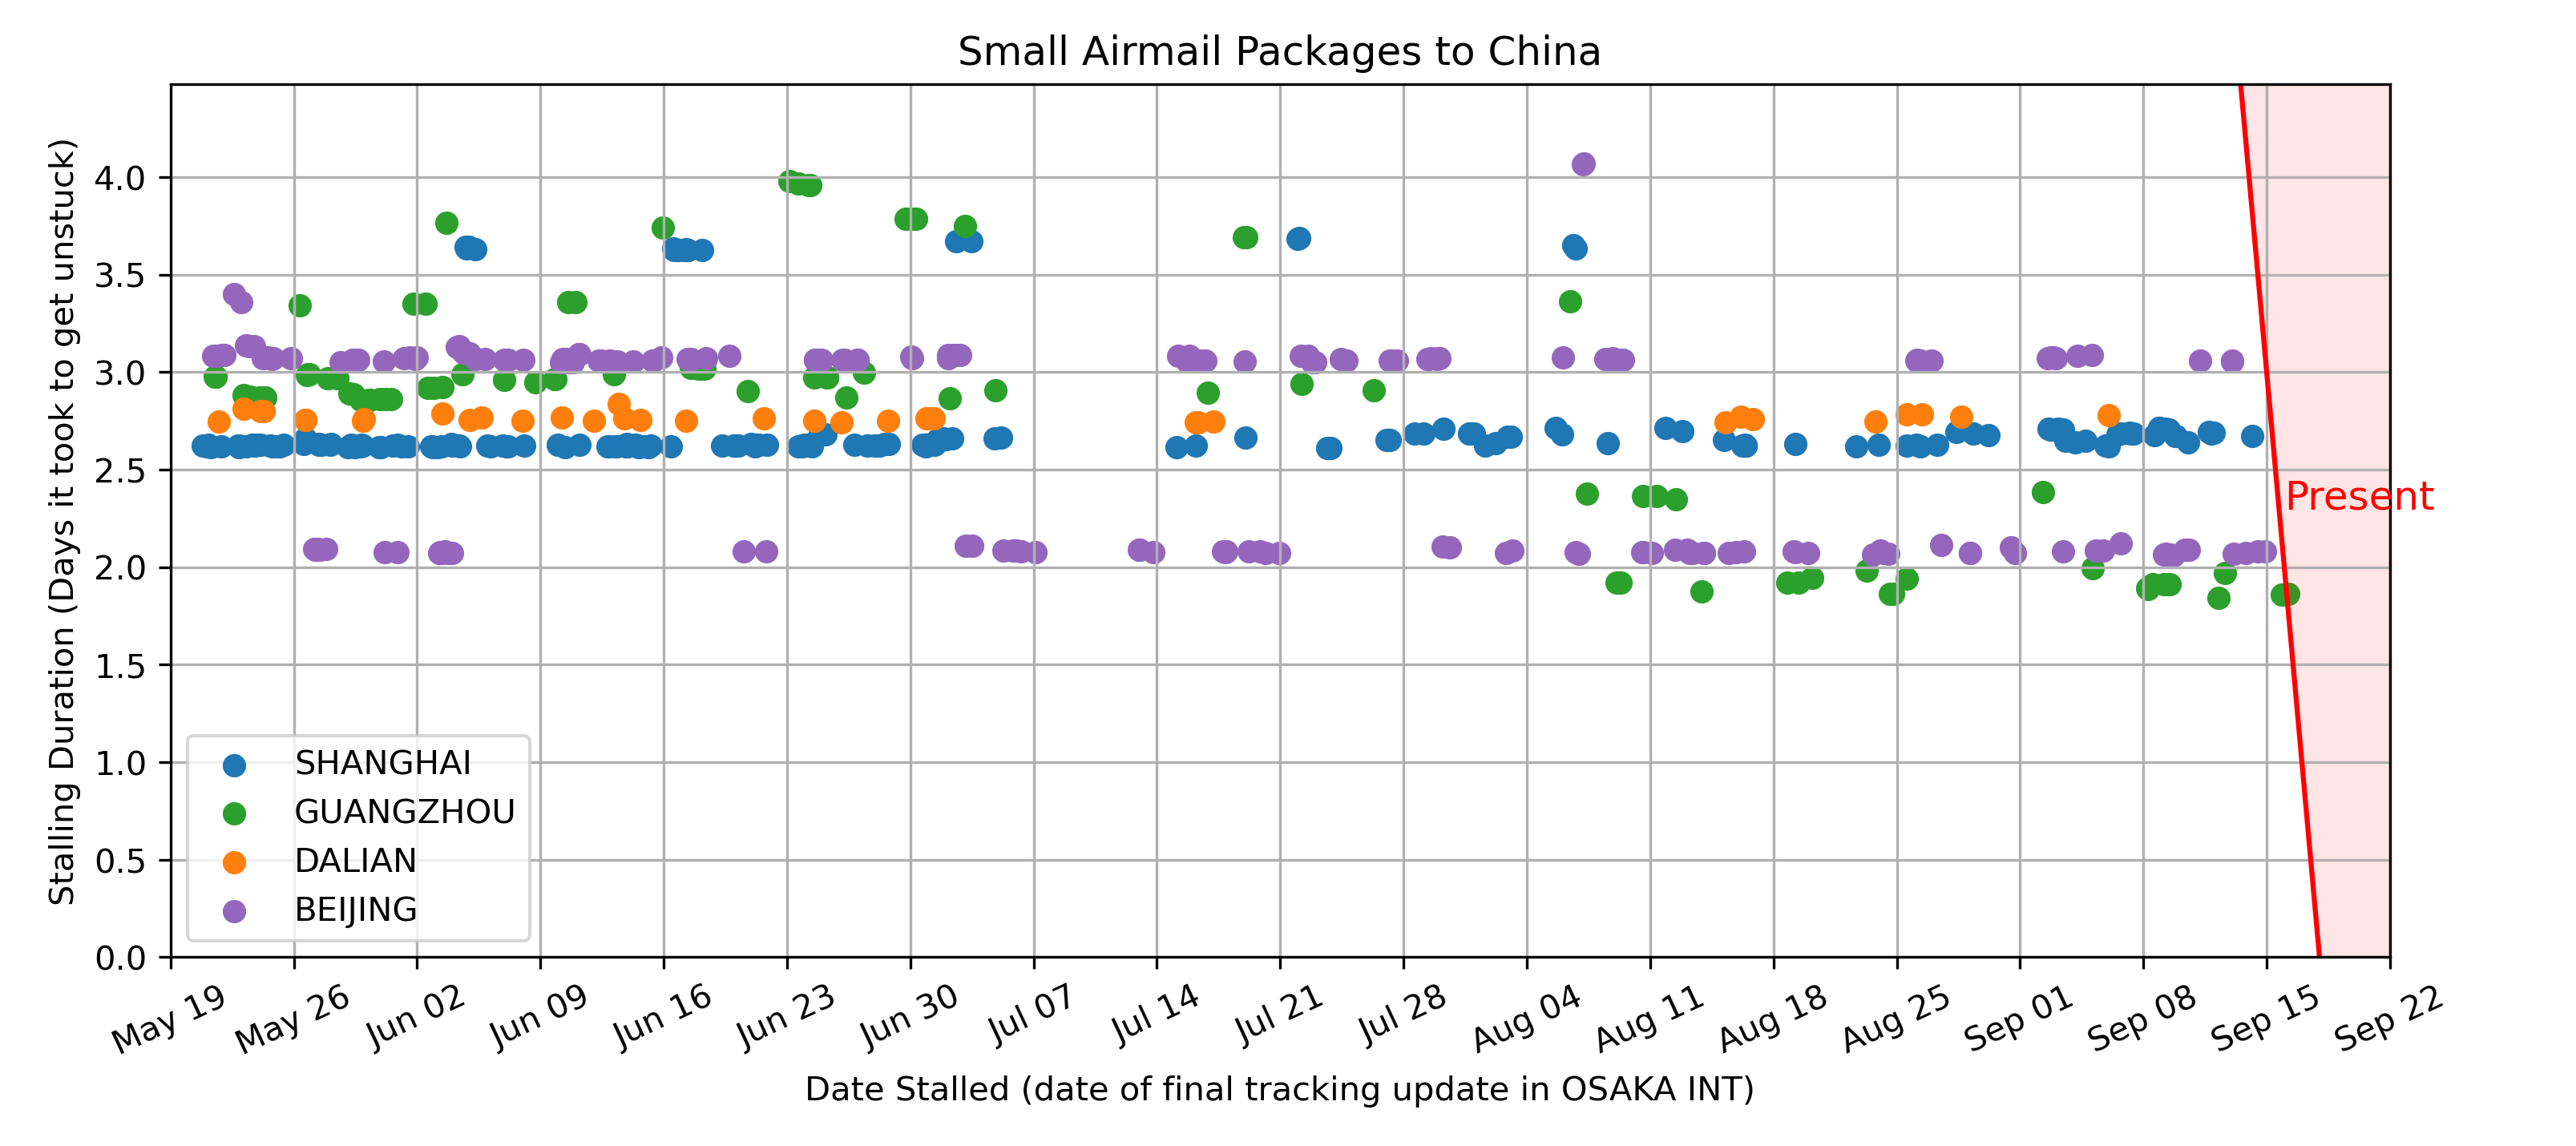 Small Airmail Packages to China
Stalling Duration (Days it took to get unstuck)
4.0
3.5
3.0
2.5
2.0
1.5
1.0
0.5
0.0
Present
SHANGHAI
GUANGZHOU
DALIAN
BEIJING
May 19
May 26
Jun 02
Jun 09
Jun 16
Jun 23
Jun 30
Jul 07
Jul 14
Jul 21
Jul 28
Aug 04
Aug 11
Aug 18
Aug 25
Sep 01
Sep 08
Sep 15
Sep 22
Date Stalled (date of final tracking update in OSAKA INT)